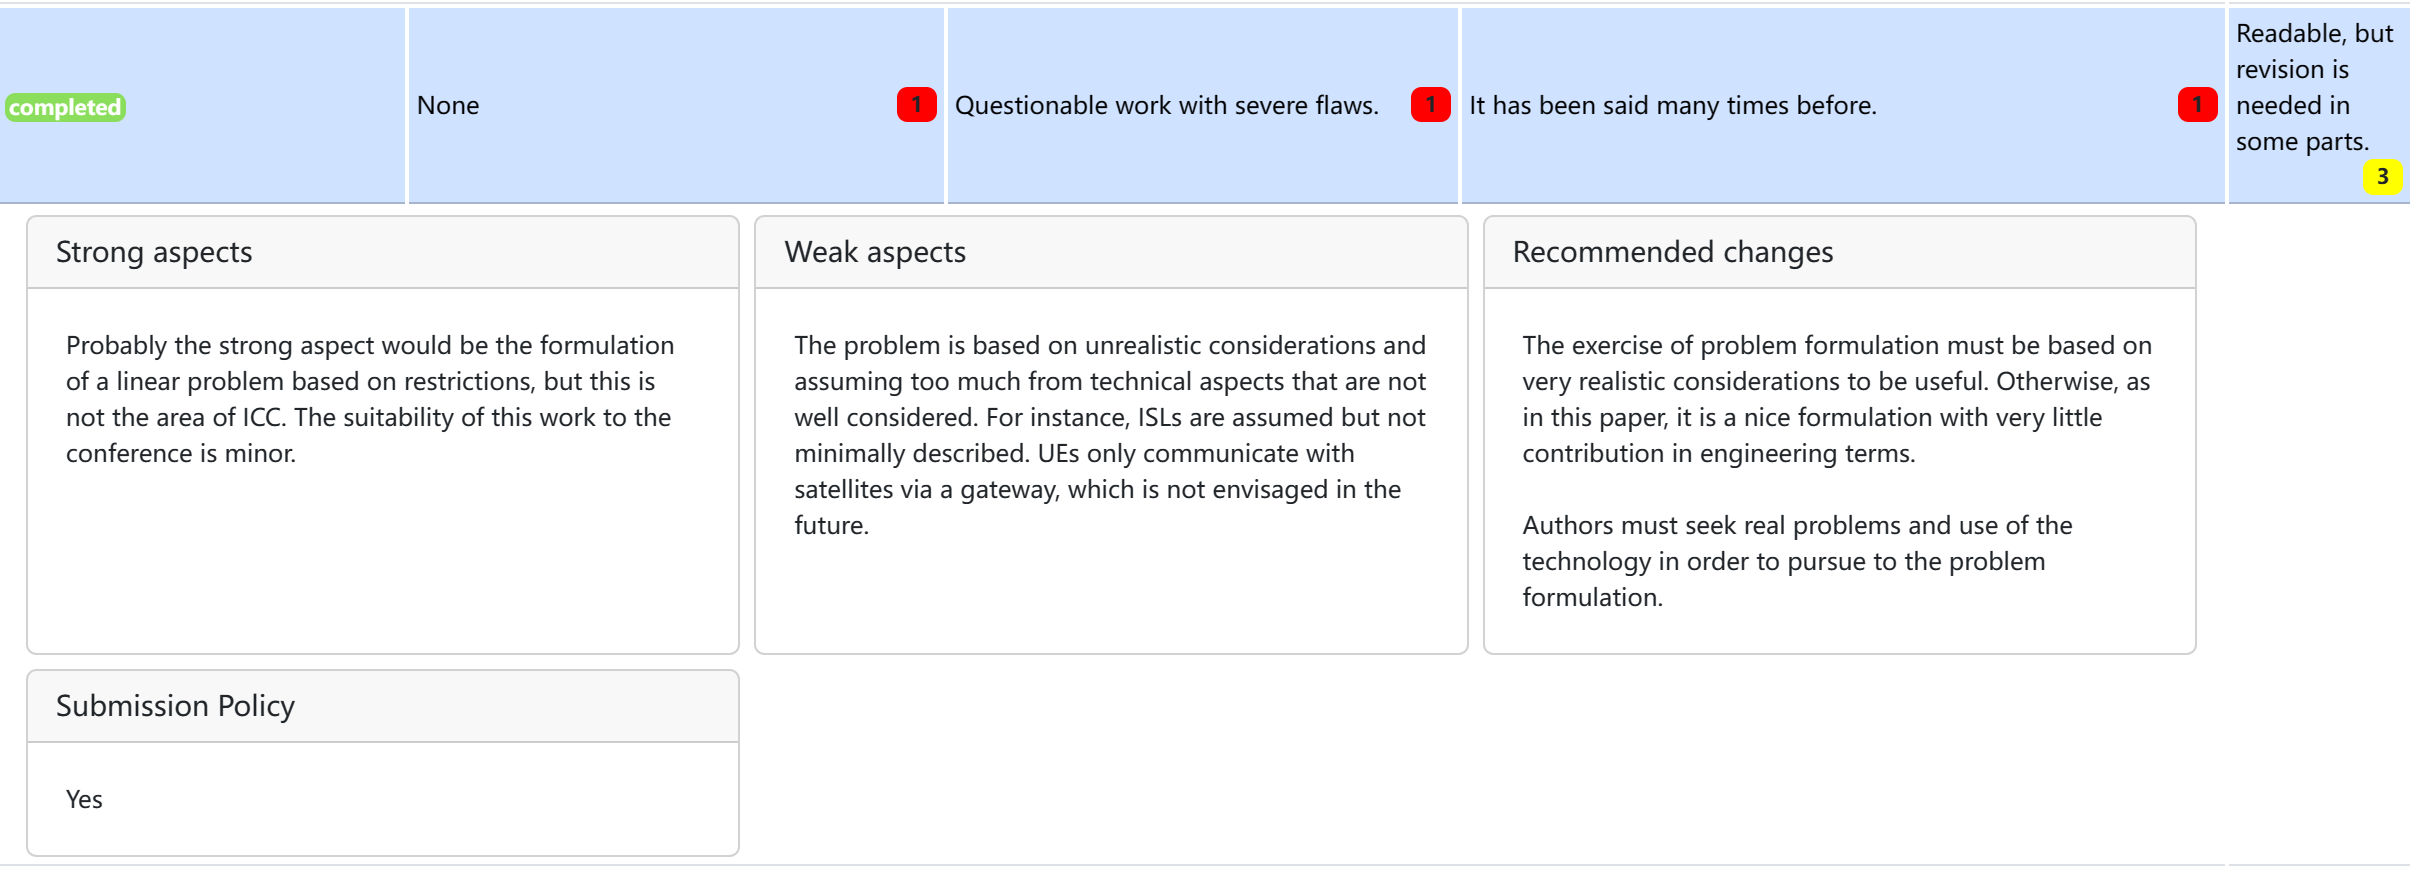 completed
None
1
Questionable work with severe flaws.
1
It has been said many times before.
1
Readable, but
revision is
needed in
some parts.
3
Strong aspects
Probably the strong aspect would be the formulation
of a linear problem based on restrictions, but this is
not the area of ICC. The suitability of this work to the
conference is minor.
Weak aspects
The problem is based on unrealistic considerations and
assuming too much from technical aspects that are not
well considered. For instance, ISLs are assumed but not
minimally described. UEs only communicate with
satellites via a gateway, which is not envisaged in the
future.
Recommended changes
The exercise of problem formulation must be based on
very realistic considerations to be useful. Otherwise, as
in this paper, it is a nice formulation with very little
contribution in engineering terms.
Authors must seek real problems and use of the
technology in order to pursue to the problem
formulation.
Submission Policy
Yes